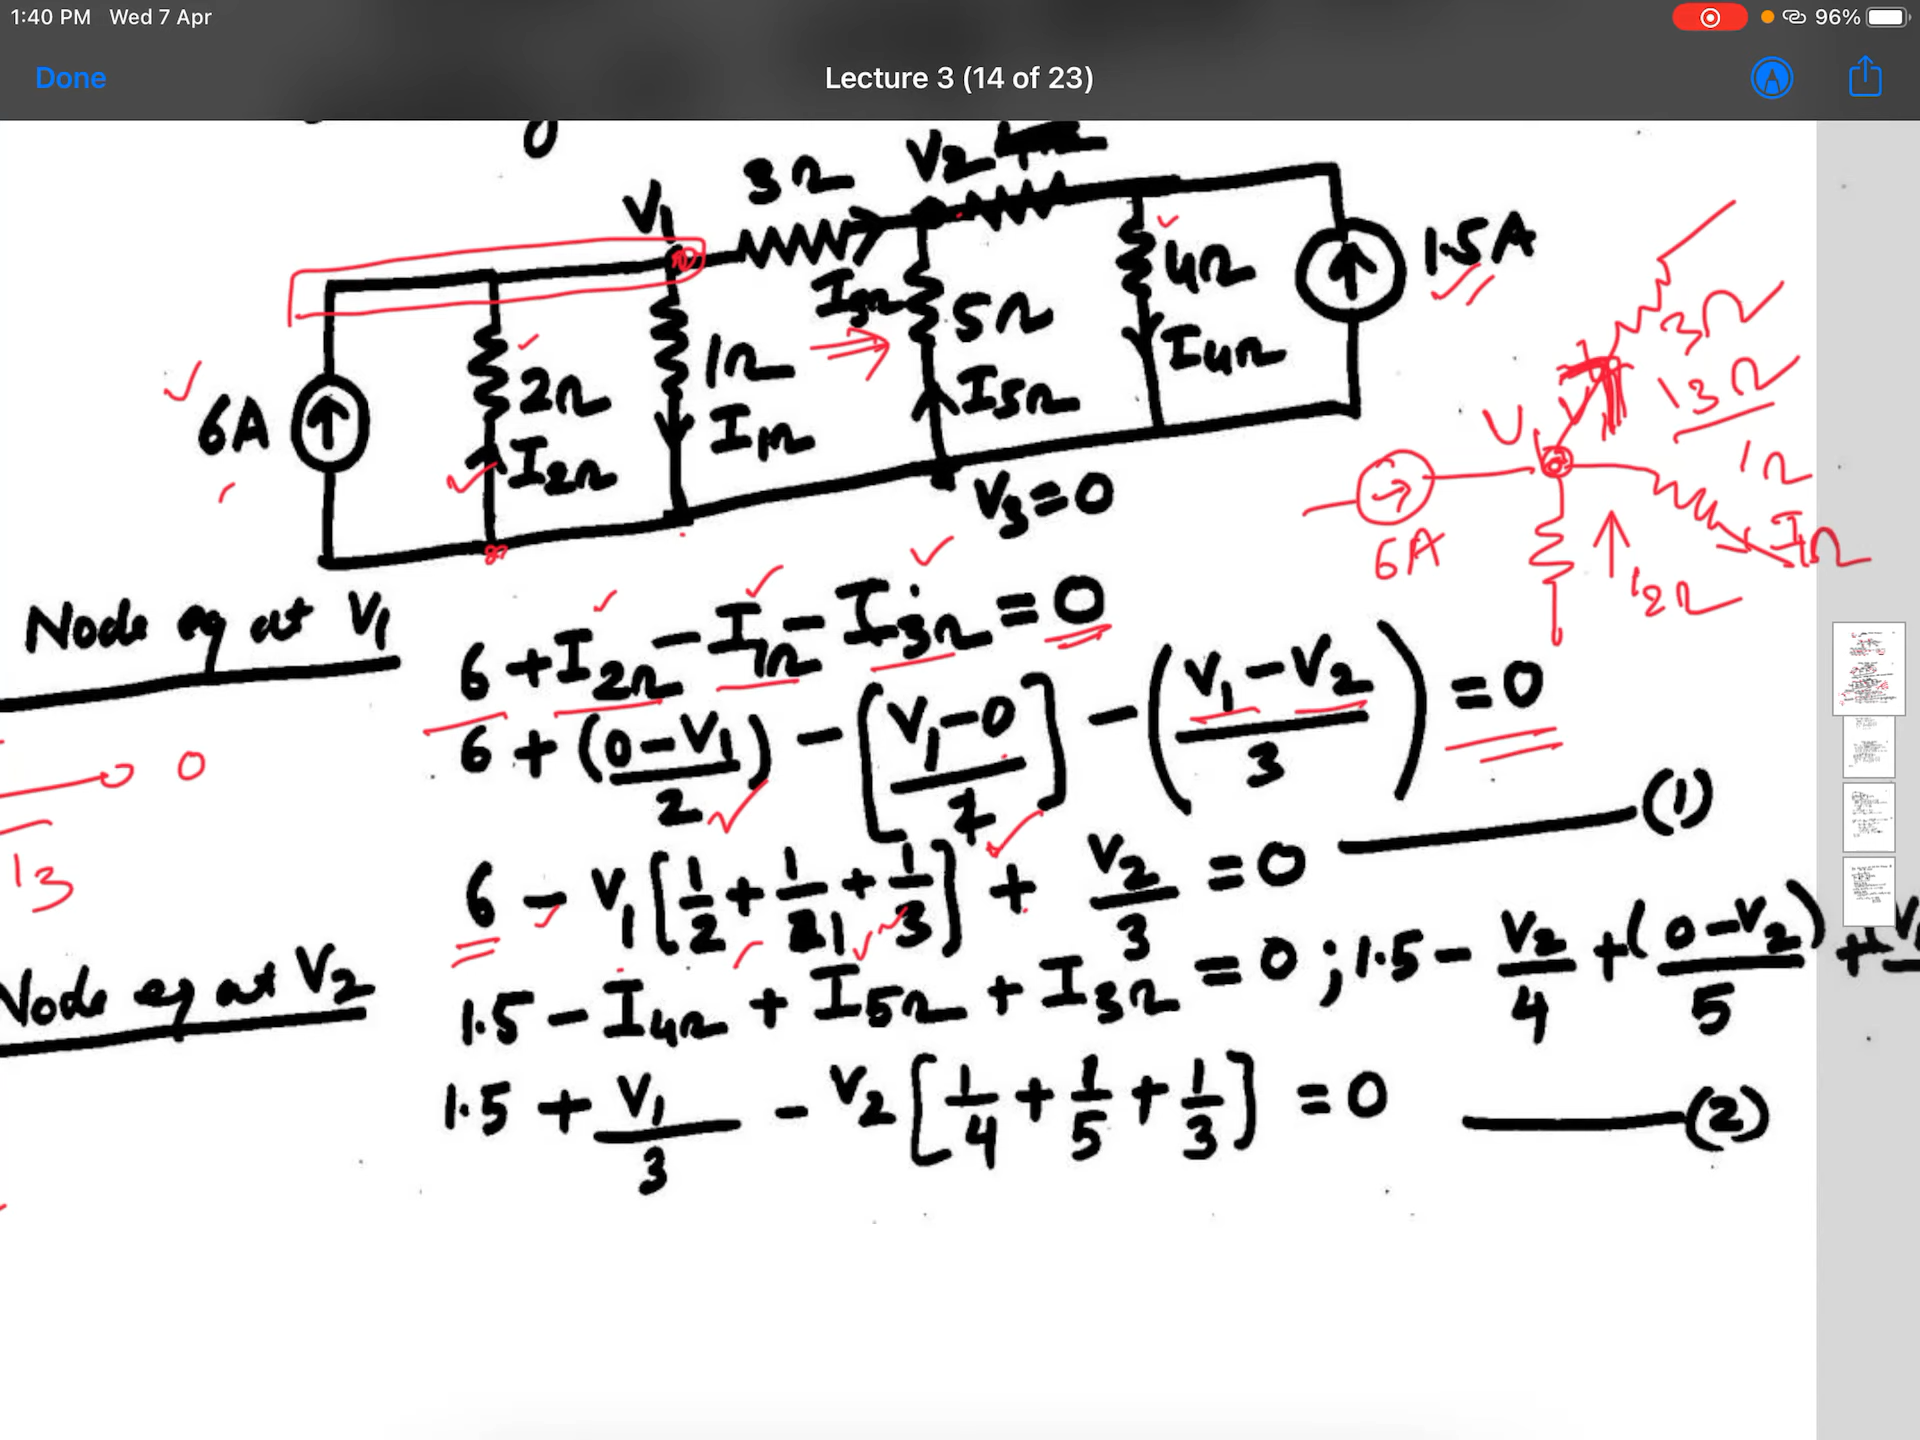 1:40 PM Wed 7 Apr
96%
Done
Lecture 3 (14 of 23)
V1
3Ω
V2
6A
2Ω
I2Ω
1Ω
I1Ω
I3Ω
5Ω
I5Ω
4Ω
I4Ω
1.5A
V3=0
V1
6A
3Ω
I3Ω
1Ω
I1Ω
I2Ω
Node eq at V1
6 + I2Ω - I1Ω - I3Ω = 0
6 + (0-V1)/2 - [V1-0/1] - (V1-V2/3) = 0
0
13
6 - V1[1/2 + 1/1 + 1/3] + V2/3 = 0 (1)
Node eq at V2
1.5 - I4Ω + I5Ω + I3Ω = 0; 1.5 - V2/4 + (0-V2)/5 +
1.5 + V1/3 - V2[1/4 + 1/5 + 1/3] = 0 (2)